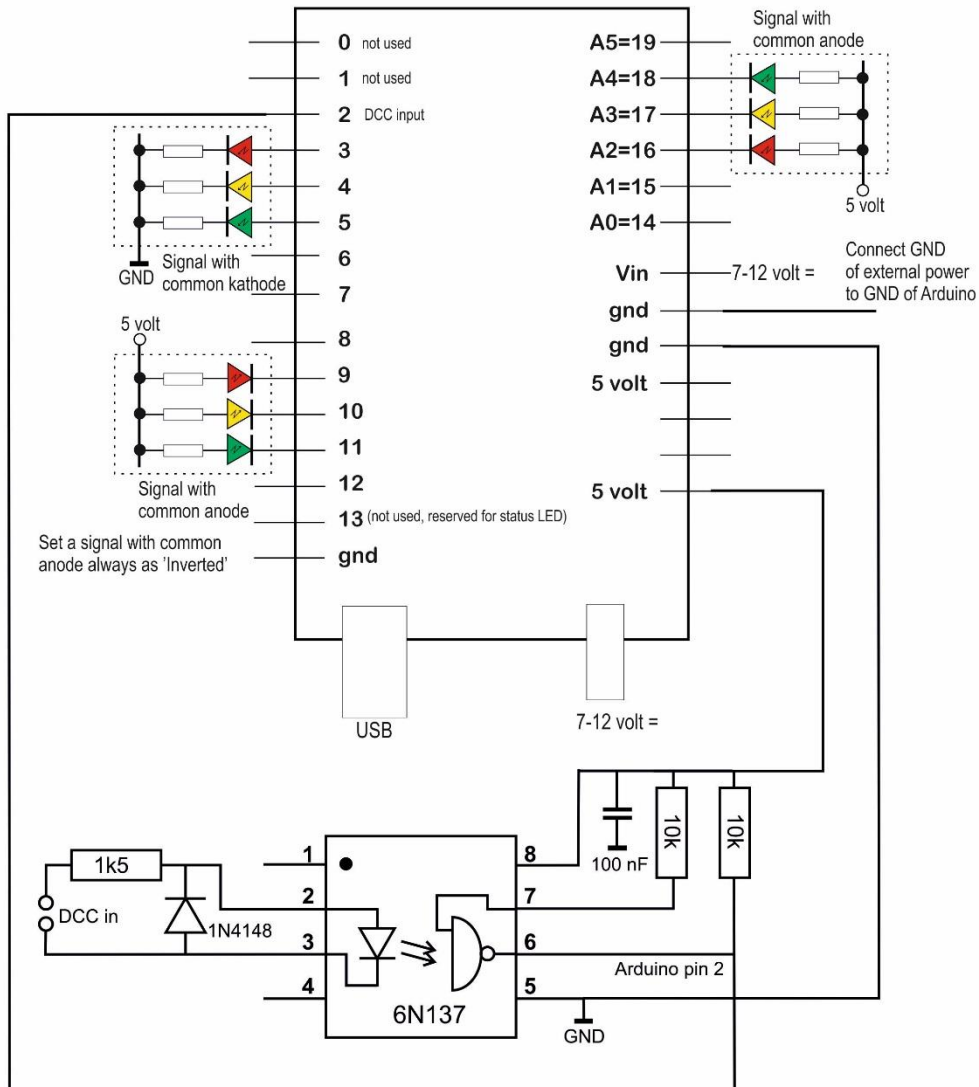 Signal with
common anode
0 not used
1 not used
2 DCC input
3
4
5
6
7
8
9
10
11
12
13 (not used, reserved for status LED)
gnd
A5=19
A4=18
A3=17
A2=16
A1=15
A0=14
Vin
gnd
gnd
5 volt
5 volt
5 volt
7-12 volt =
Connect GND
of external power
to GND of Arduino
GND
Signal with
common kathode
5 volt
Signal with
common anode
Set a signal with common
anode always as 'Inverted'
USB
7-12 volt =
1k5
DCC in
1N4148
1
2
3
4
8
7
6
5
6N137
100 nF
10k
10k
Arduino pin 2
GND